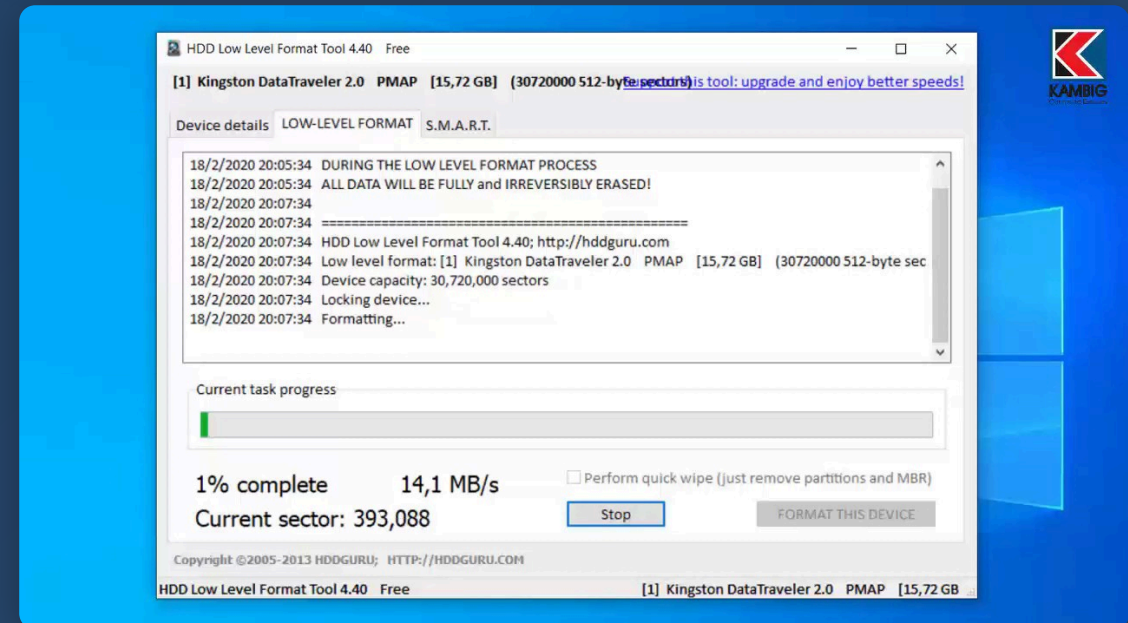 HDD Low Level Format Tool 4.40 Free
KAMBIG
[1] Kingston DataTraveler 2.0 PMAP [15,72 GB] (30720000 512-byte sectors) this tool: upgrade and enjoy better speeds!
Device details LOW-LEVEL FORMAT S.M.A.R.T.
18/2/2020 20:05:34 DURING THE LOW LEVEL FORMAT PROCESS
18/2/2020 20:05:34 ALL DATA WILL BE FULLY and IRREVERSIBLY ERASED!
18/2/2020 20:07:34
18/2/2020 20:07:34 ================================================
18/2/2020 20:07:34 HDD Low Level Format Tool 4.40; http://hddguru.com
18/2/2020 20:07:34 Low level format: [1] Kingston DataTraveler 2.0 PMAP [15,72 GB] (30720000 512-byte sec
18/2/2020 20:07:34 Device capacity: 30,720,000 sectors
18/2/2020 20:07:34 Locking device...
18/2/2020 20:07:34 Formatting...
Current task progress
1% complete 14,1 MB/s
Perform quick wipe (just remove partitions and MBR)
Current sector: 393,088
Stop FORMAT THIS DEVICE
Copyright ©2005-2013 HDDGURU; HTTP://HDDGURU.COM
HDD Low Level Format Tool 4.40 Free [1] Kingston DataTraveler 2.0 PMAP [15,72 GB